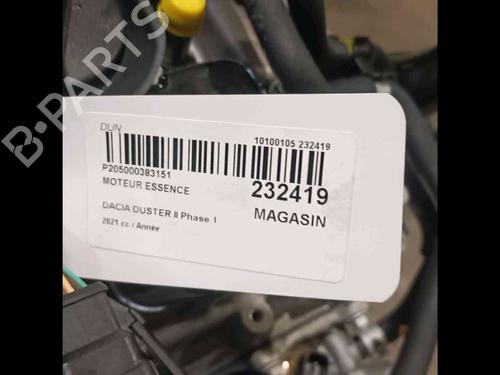 B-PARTS
DUN
10100105 232419
P205000383151
MOTEUR ESSENCE
232419
DACIA DUSTER II Phase 1
MAGASIN
2021 cc / Année